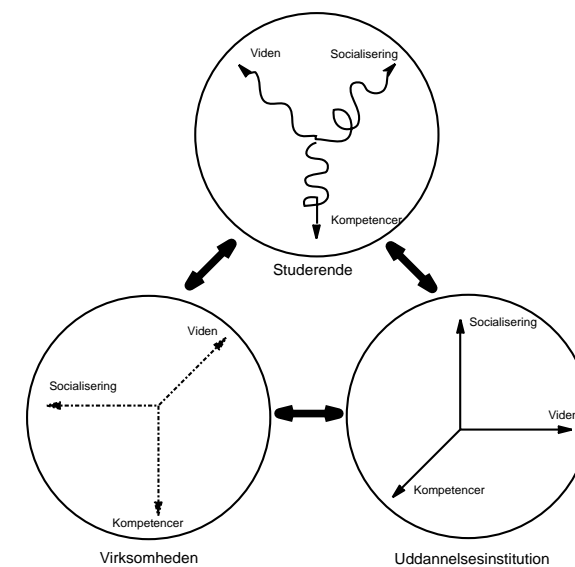 Viden
Socialisering
Kompetencer
Studerende
Viden
Socialisering
Kompetencer
Virksomheden
Socialisering
Viden
Kompetencer
Uddannelsesinstitution